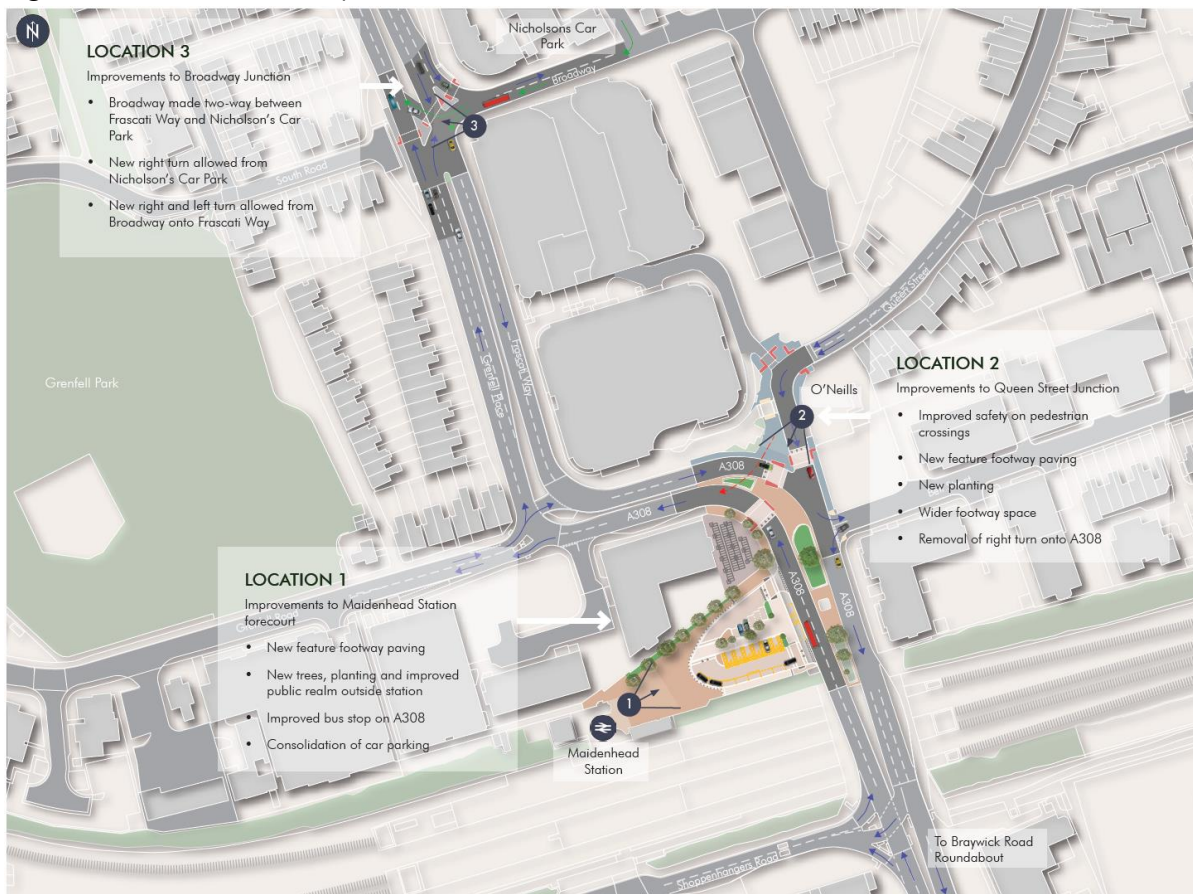 N
LOCATION 3
Improvements to Broadway Junction
• Broadway made two-way between
Frascati Way and Nicholson's Car
Park
• New right turn allowed from
Nicholson's Car Park
• New right and left turn allowed from
Broadway onto Frascati Way
Nicholsons Car
Park
Broadway
3
South Road
Queen Street
Grenfell Park
Grenfell Place
Frascati Way
O'Neills
2
LOCATION 2
Improvements to Queen Street Junction
• Improved safety on pedestrian
crossings
• New feature footway paving
• New planting
• Wider footway space
• Removal of right turn onto A308
A308
A308
A308
A308
LOCATION 1
Improvements to Maidenhead Station
forecourt
• New feature footway paving
• New trees, planting and improved
public realm outside station
• Improved bus stop on A308
• Consolidation of car parking
1
Maidenhead
Station
To Braywick Road
Roundabout
Shoppenhangers Road